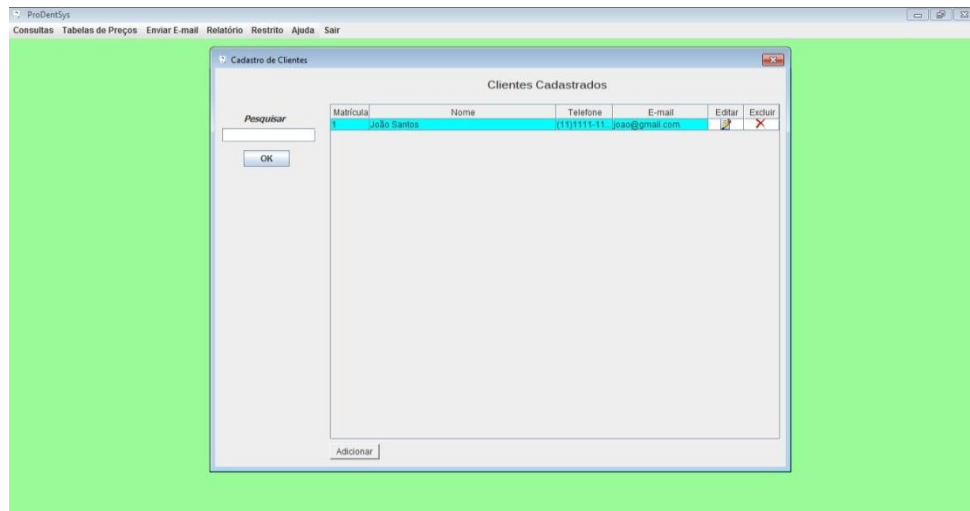 ProDentSys
Consultas Tabelas de Preços Enviar E-mail Relatório Restrito Ajuda Sair
Cadastro de Clientes
Clientes Cadastrados
Pesquisar
OK
Matrícula Nome Telefone E-mail Editar Excluir
1 João Santos (11)1111-11... joao@gmail.com
Adicionar